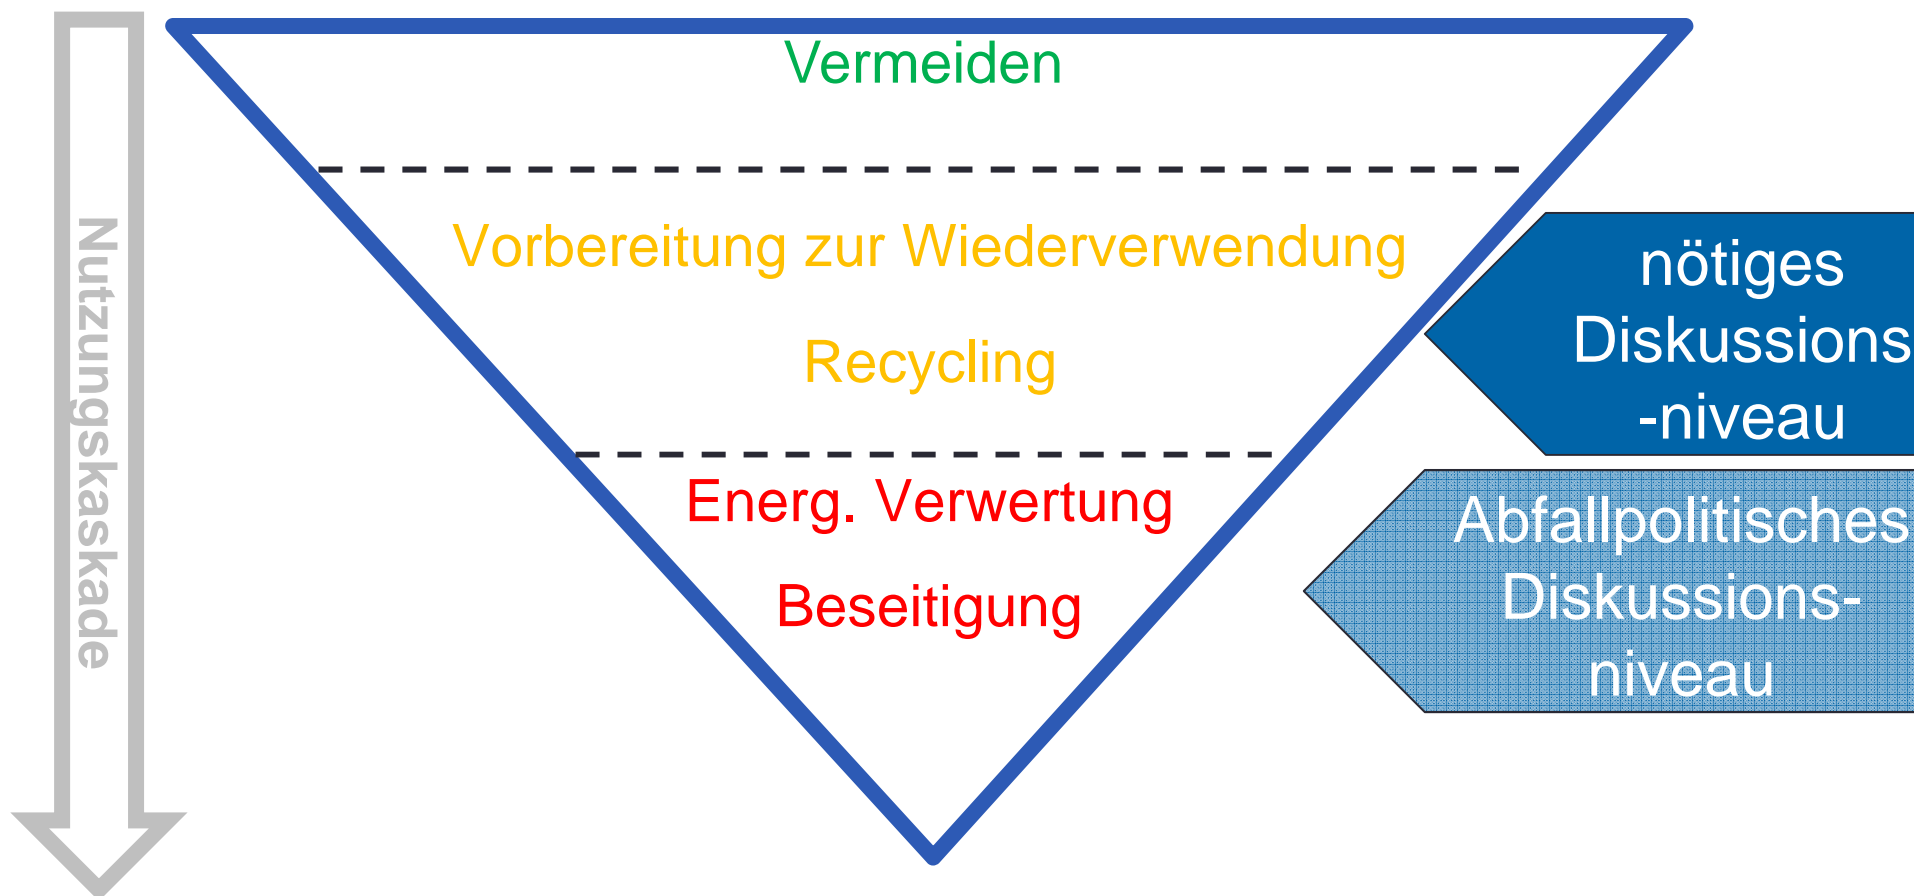 Nutzungskaskade
Vermeiden
Vorbereitung zur Wiederverwendung
Recycling
Energ. Verwertung
Beseitigung
nötiges
Diskussions
-niveau
Abfallpolitisches
Diskussions-
niveau